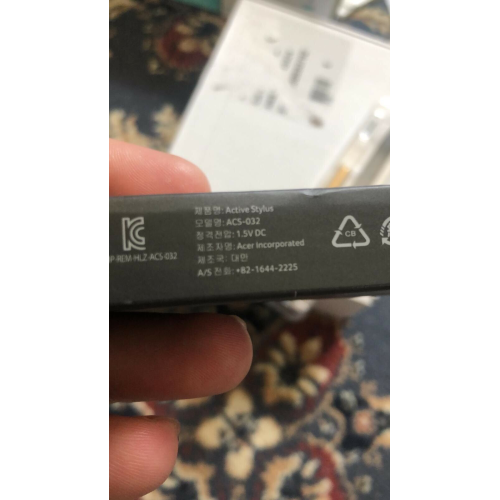 제품명: Active Stylus
모델명: ACS-032
정격전압: 1.5V DC
제조자명: Acer Incorporated
제조국: 대만
A/S 전화: +82-1644-2225
P-REM-HLZ-ACS-032
CB